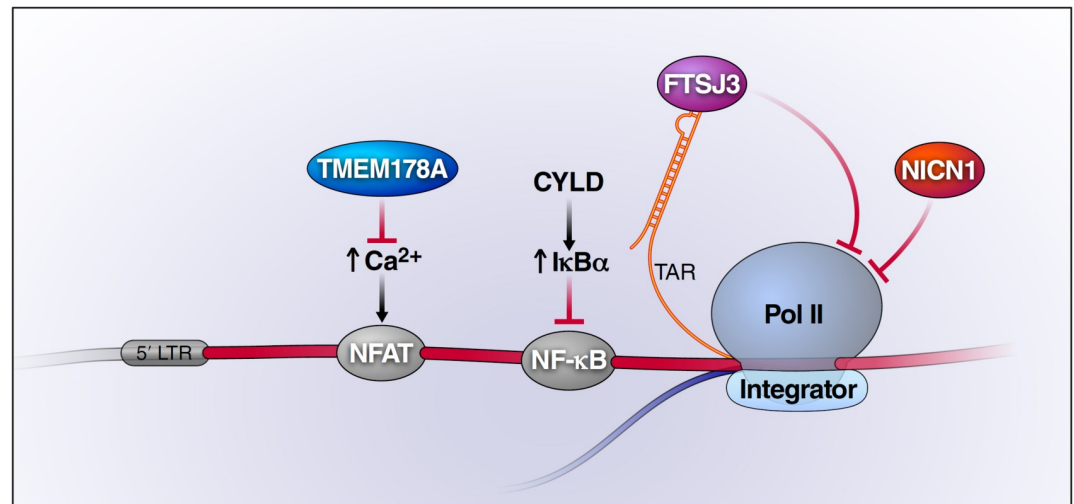 FTSJ3
TMEM178A
CYLD
NICN1
↑Ca²⁺
↑IκBα
TAR
Pol II
5′ LTR
NFAT
NF-κB
Integrator